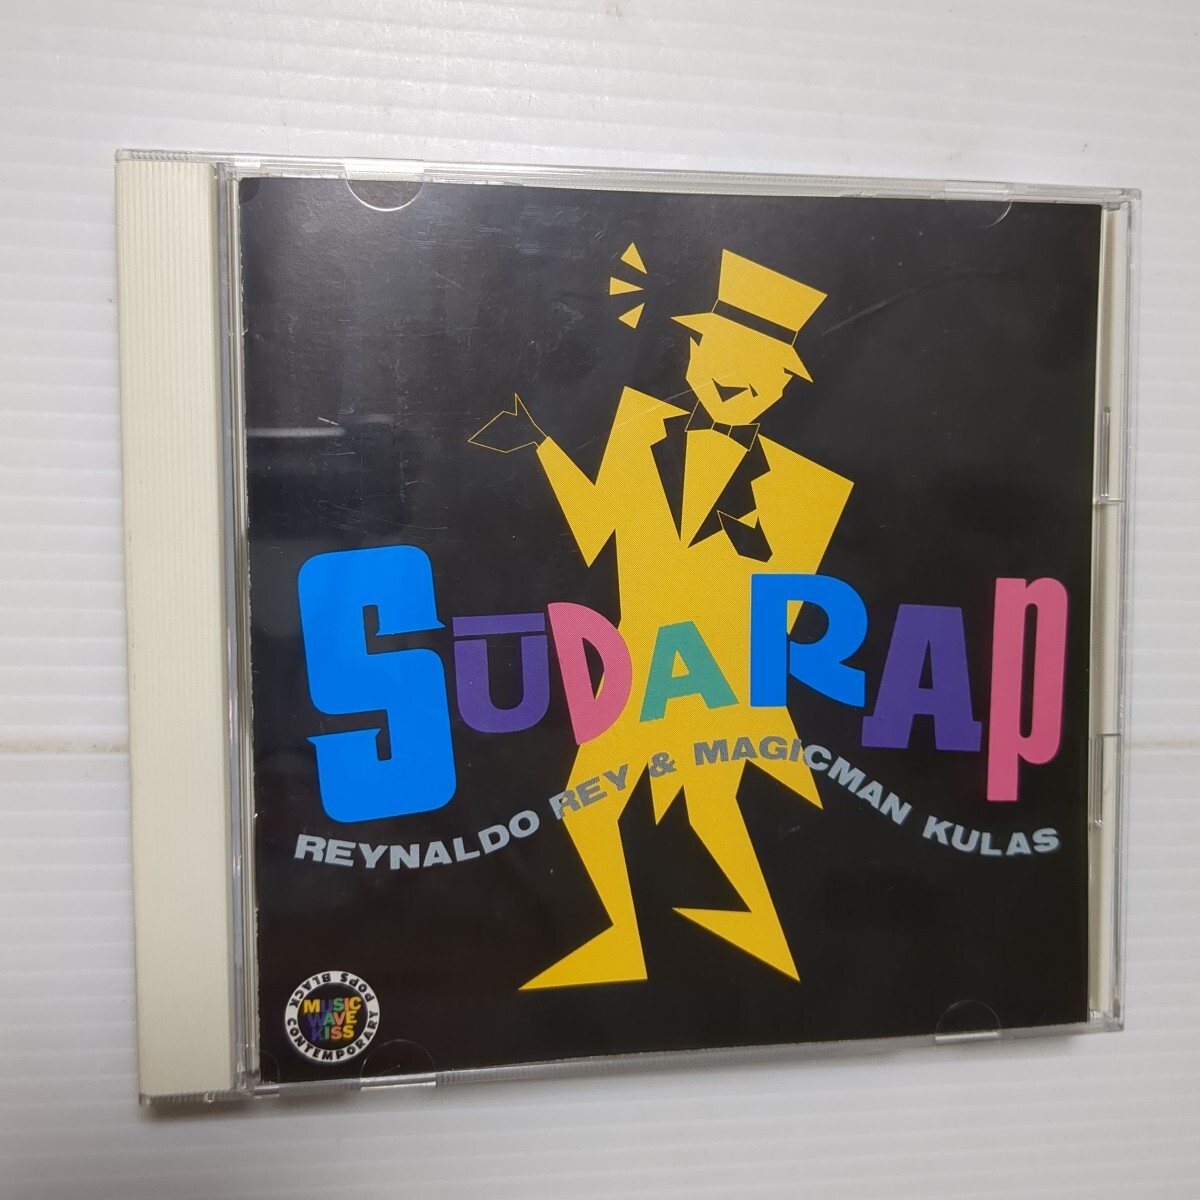 SŪDARAP
REYNALDO REY & MAGICMAN KULAS
POPS BLACK CONTEMPORARY
MUSIC
WAVE
KISS